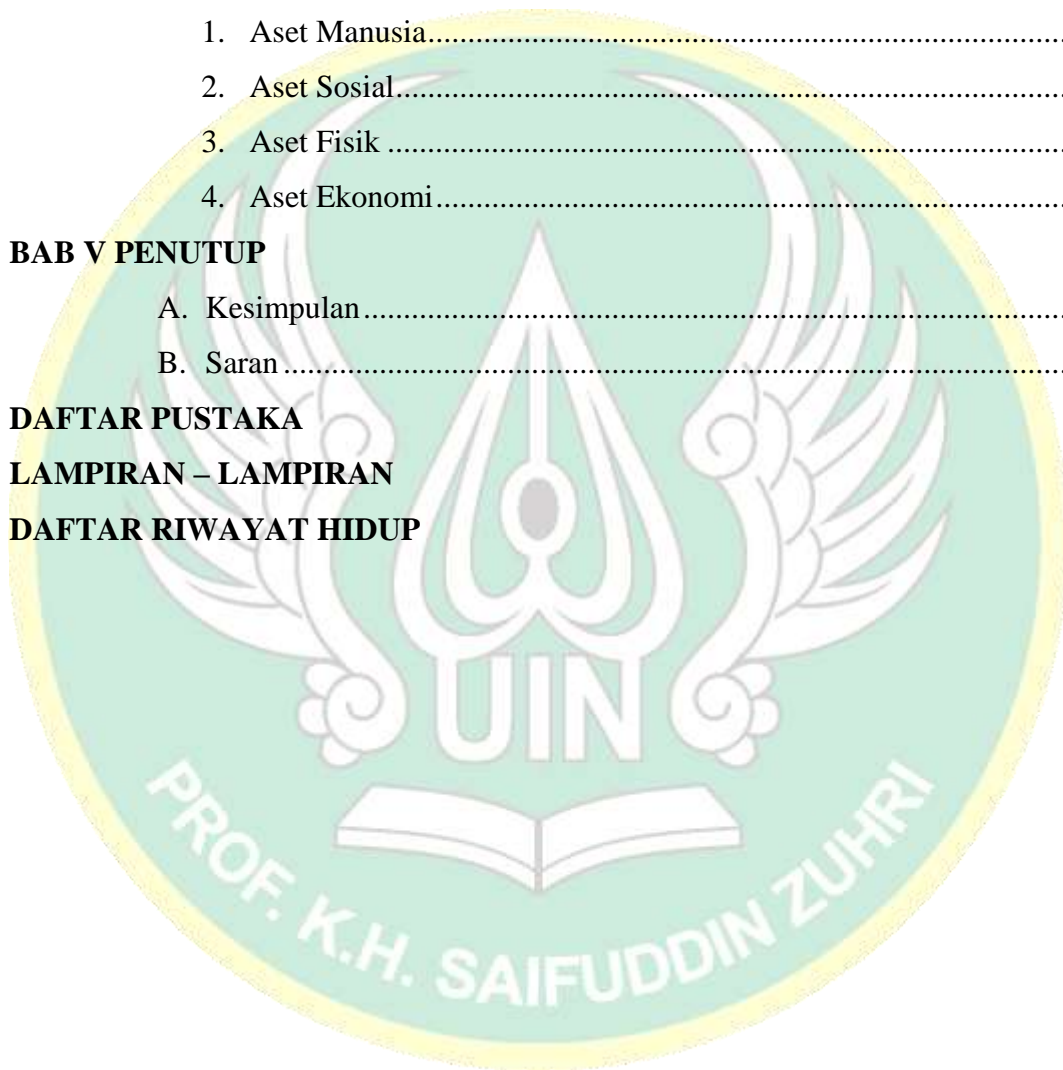 1. Aset Manusia........................................................................................
2. Aset Sosial............................................................................................
3. Aset Fisik .............................................................................................
4. Aset Ekonomi.......................................................................................
BAB V PENUTUP
A. Kesimpulan.................................................................................................
B. Saran ...........................................................................................................
DAFTAR PUSTAKA
LAMPIRAN – LAMPIRAN
DAFTAR RIWAYAT HIDUP
UIN
PROF. K.H. SAIFUDDIN ZUHRI